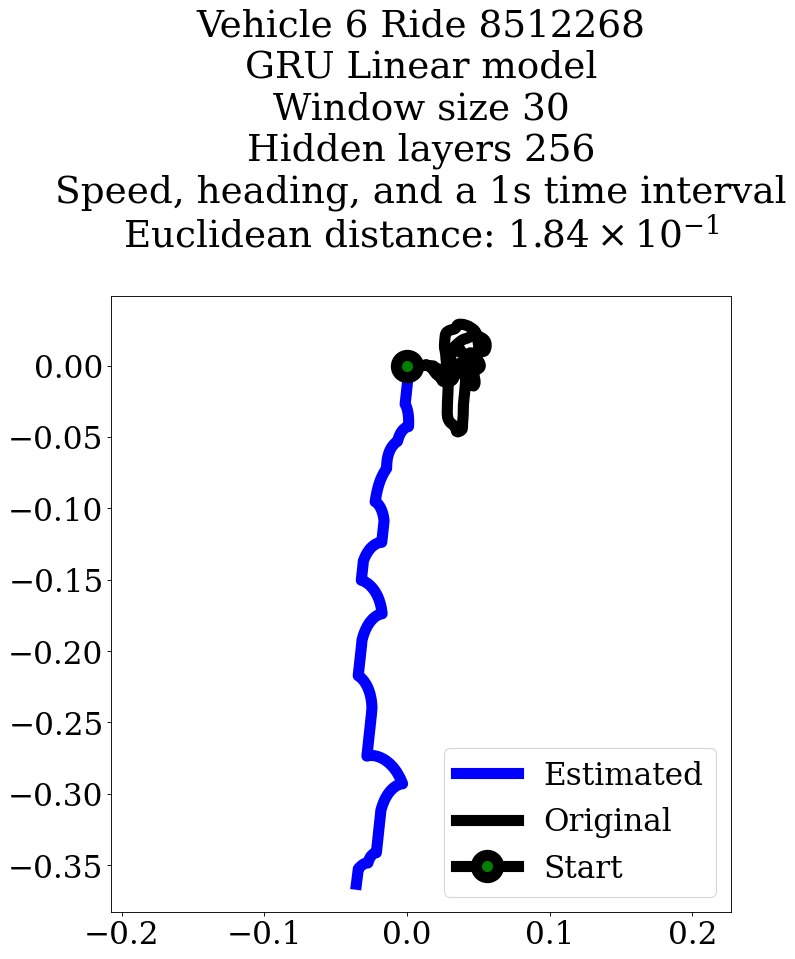 Vehicle 6 Ride 8512268
GRU Linear model
Window size 30
Hidden layers 256
Speed, heading, and a 1s time interval
Euclidean distance: 1.84 × 10⁻¹
0.00
−0.05
−0.10
−0.15
−0.20
−0.25
−0.30
−0.35
Estimated
Original
Start
−0.2
−0.1
0.0
0.1
0.2